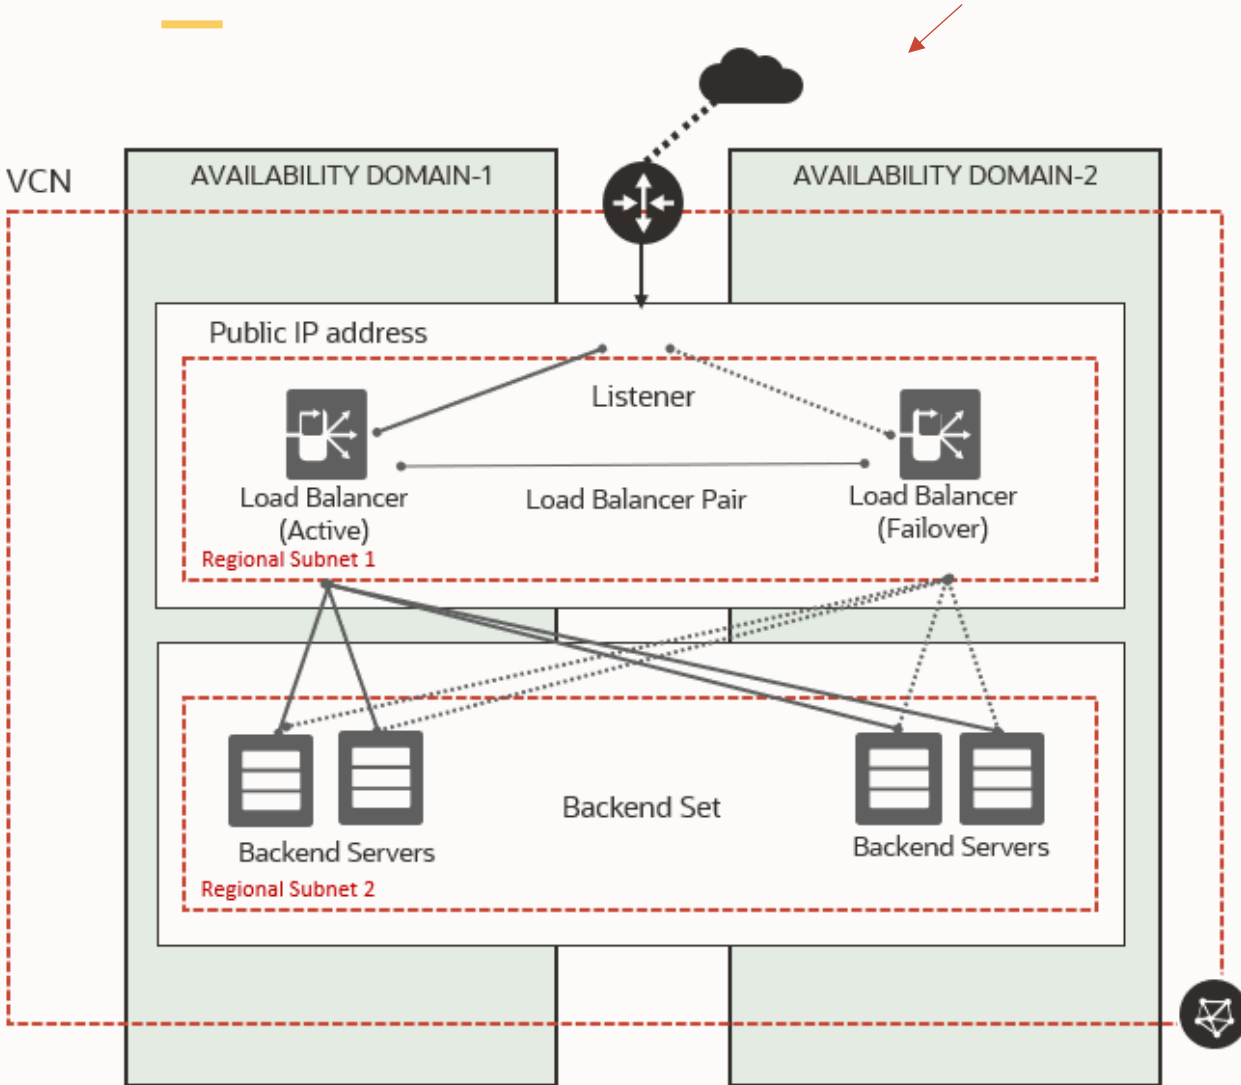 VCN
AVAILABILITY DOMAIN-1
AVAILABILITY DOMAIN-2
Public IP address
Listener
Load Balancer
(Active)
Load Balancer Pair
Load Balancer
(Failover)
Regional Subnet 1
Backend Set
Backend Servers
Backend Servers
Regional Subnet 2